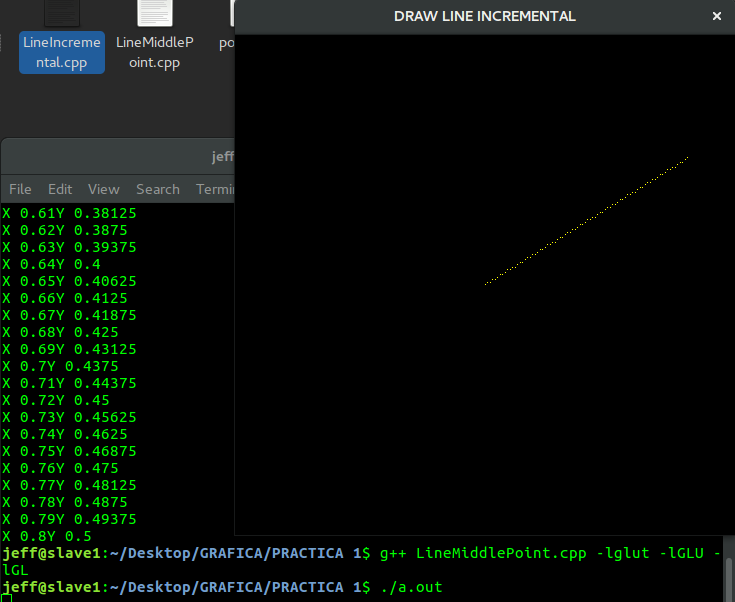 DRAW LINE INCREMENTAL
LineIncreme
ntal.cpp
LineMiddleP
oint.cpp
po
jeff
File Edit View Search Termi
X 0.61Y 0.38125
X 0.62Y 0.3875
X 0.63Y 0.39375
X 0.64Y 0.4
X 0.65Y 0.40625
X 0.66Y 0.4125
X 0.67Y 0.41875
X 0.68Y 0.425
X 0.69Y 0.43125
X 0.7Y 0.4375
X 0.71Y 0.44375
X 0.72Y 0.45
X 0.73Y 0.45625
X 0.74Y 0.4625
X 0.75Y 0.46875
X 0.76Y 0.475
X 0.77Y 0.48125
X 0.78Y 0.4875
X 0.79Y 0.49375
X 0.8Y 0.5
jeff@slave1:~/Desktop/GRAFICA/PRACTICA 1$ g++ LineMiddlePoint.cpp -lglut -lGLU -
lGL
jeff@slave1:~/Desktop/GRAFICA/PRACTICA 1$ ./a.out